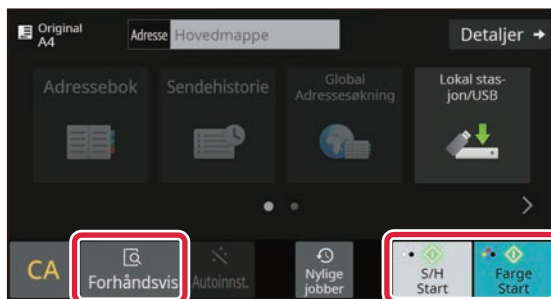 Original
A4
Adresse Hovedmappe
Detaljer
Adressebok
Sendehistorie
Global
Adressesøkning
Lokal stas-
jon/USB
CA
Forhåndsvis
Autoinnst.
Nylige
jobber
S/H
Start
Farge
Start